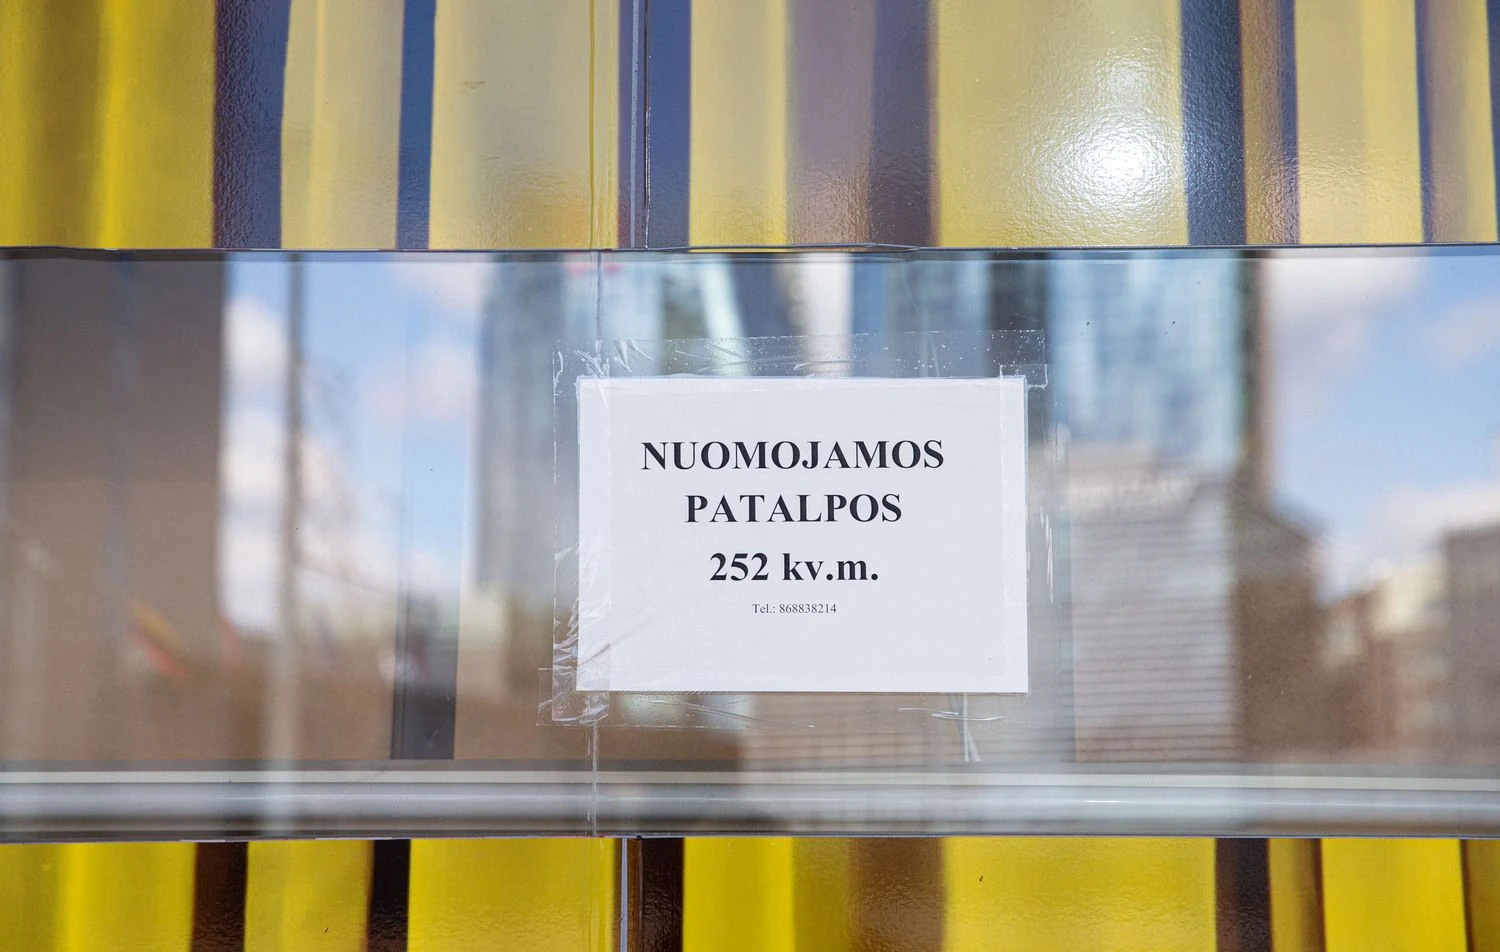 NUOMOJAMOS
PATALPOS
252 kv.m.
Tel.: 868838214